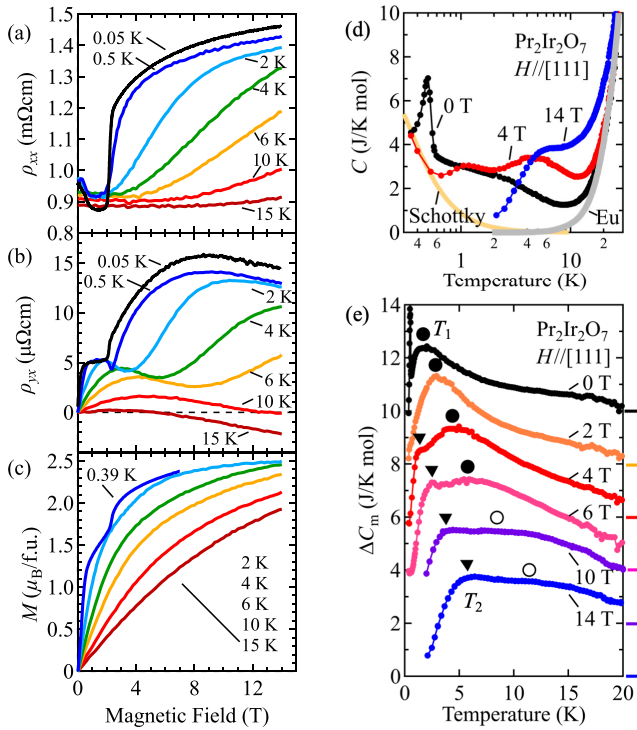 (a)
1.5
1.4
1.3
1.2
1.1
1.0
0.9
0.8
ρxx (mΩcm)
0.05 K
0.5 K
2 K
4 K
6 K
10 K
15 K
(b)
15
10
5
0
ρyx (μΩcm)
0.05 K
0.5 K
2 K
4 K
6 K
10 K
15 K
(c)
2.5
2.0
1.5
1.0
0.5
0
M (μB/f.u.)
0.39 K
2 K
4 K
6 K
10 K
15 K
0 4 8 12
Magnetic Field (T)
(d)
10
8
6
4
2
0
C (J/K mol)
Pr2Ir2O7
H//[111]
0 T
4 T
14 T
Schottky
Eu
4 6 1 2 4 6 10 2
Temperature (K)
(e)
14
12
10
8
6
4
2
0
ΔCm (J/K mol)
T1
Pr2Ir2O7
H//[111]
0 T
2 T
4 T
6 T
10 T
14 T
T2
0 5 10 15 20
Temperature (K)